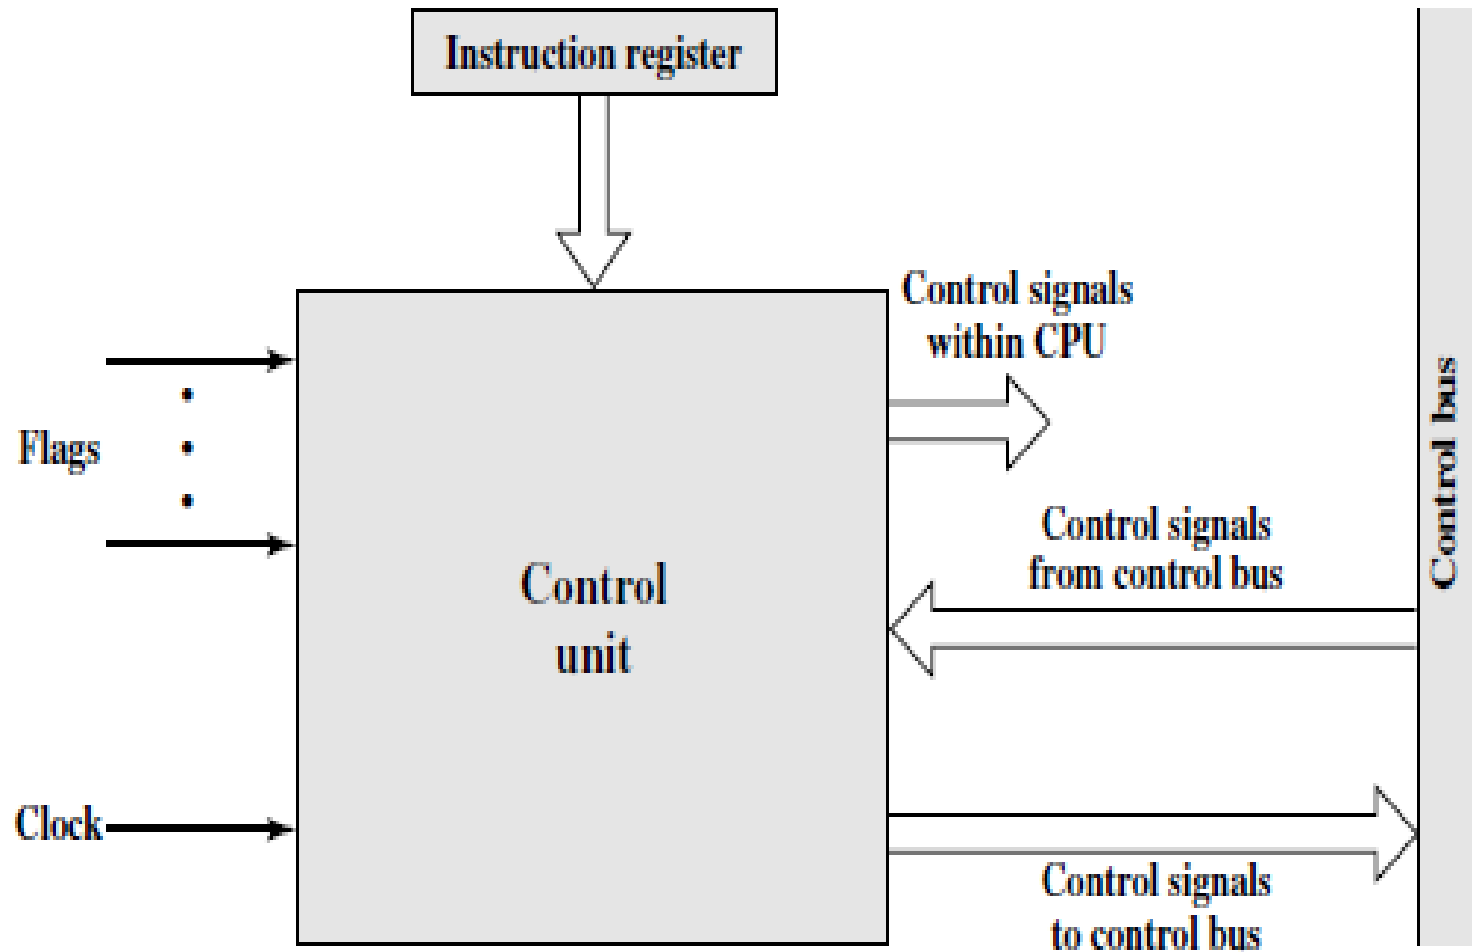 Instruction register
Control signals
within CPU
Flags
Control signals
from control bus
Control
unit
Control bus
Clock
Control signals
to control bus